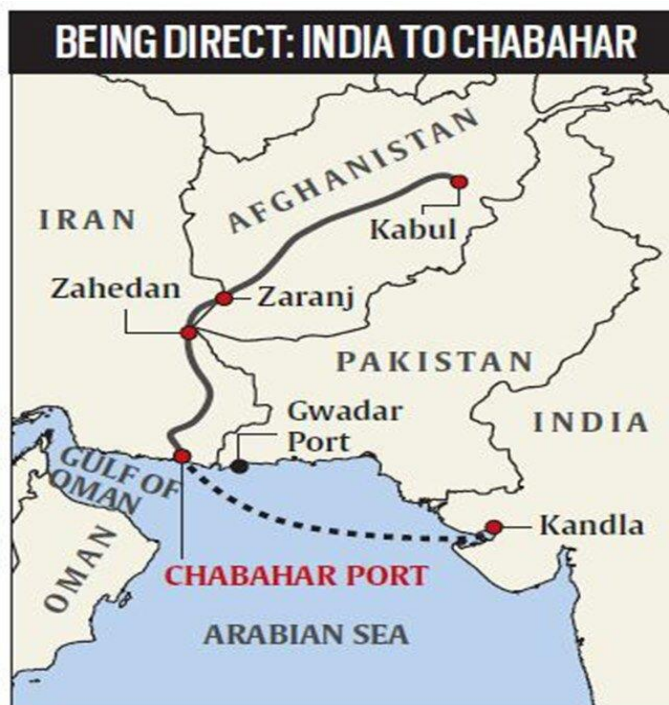 BEING DIRECT: INDIA TO CHABAHAR
AFGHANISTAN
IRAN
Kabul
Zahedan
Zaranj
PAKISTAN
Gwadar
Port
INDIA
GULF OF
OMAN
Kandla
OMAN
CHABAHAR PORT
ARABIAN SEA